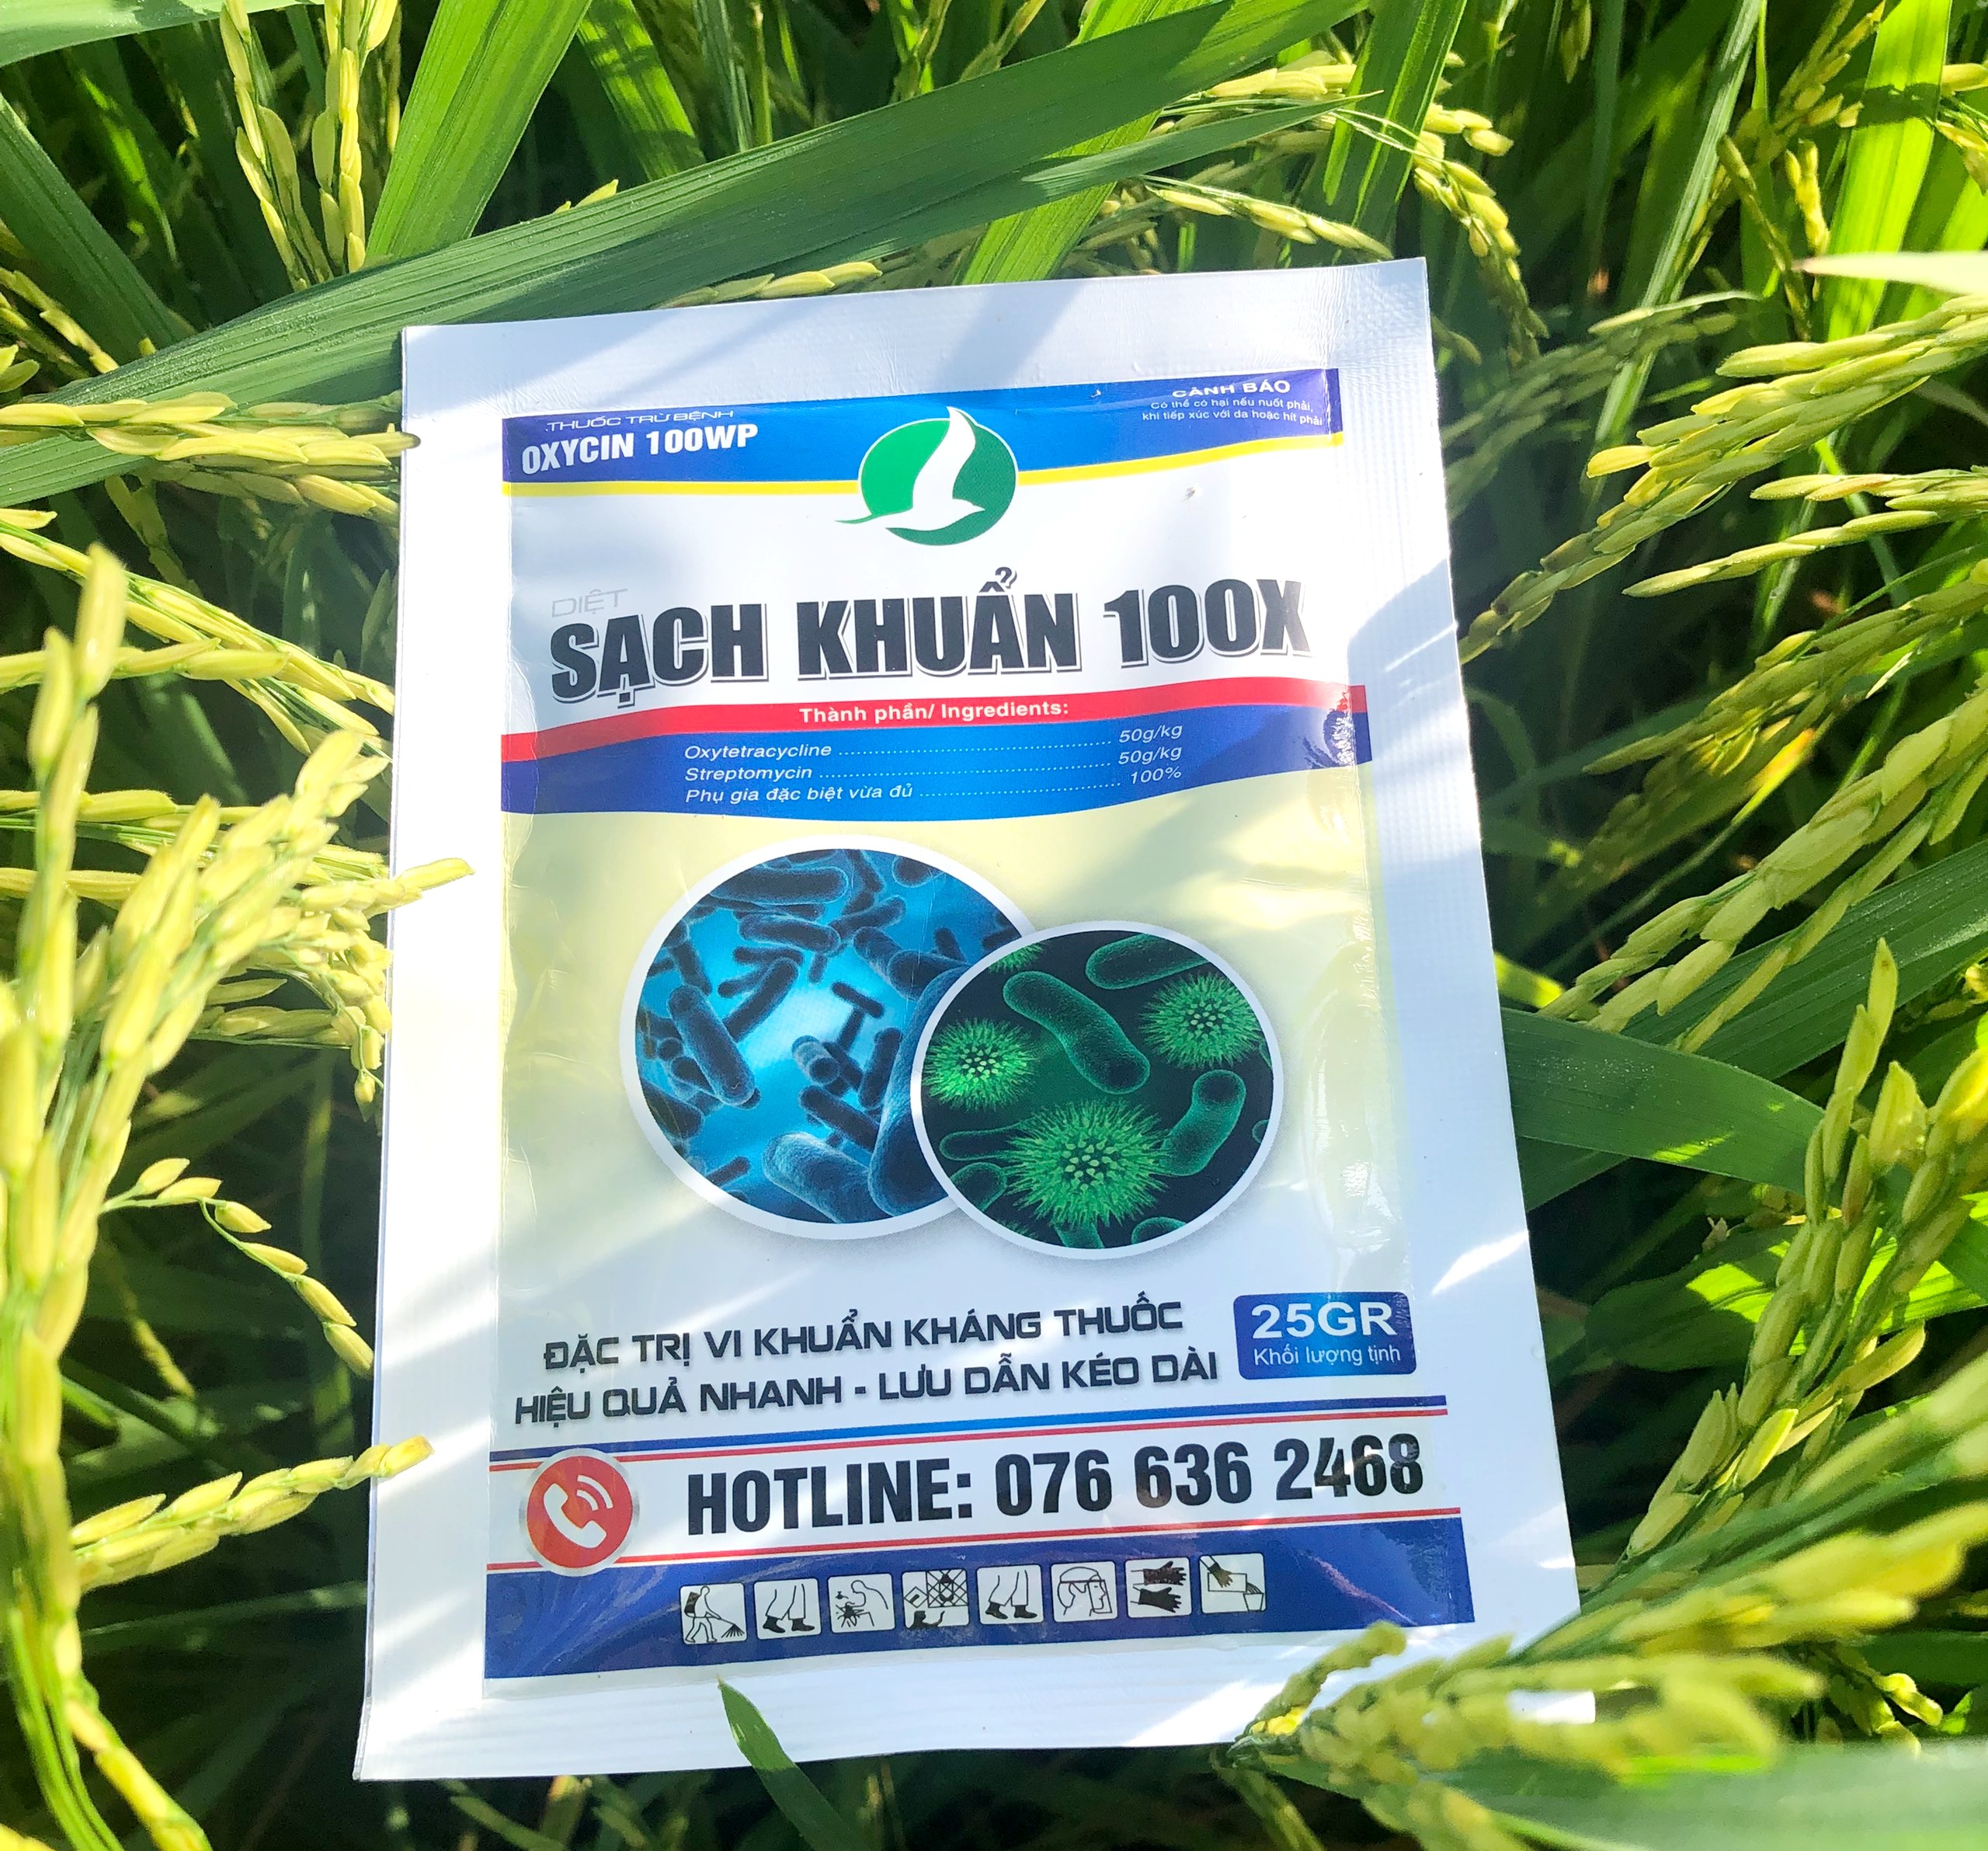 THUỐC TRỪ BỆNH
OXYCIN 100WP
CẢNH BÁO
Có thể có hại nếu nuốt phải,
khi tiếp xúc với da hoặc hít phải
DIỆT
SẠCH KHUẨN 100X
Thành phần/ Ingredients:
Oxytetracycline ........................................ 50g/kg
Streptomycin ........................................... 50g/kg
Phụ gia đặc biệt vừa đủ ............................. 100%
ĐẶC TRỊ VI KHUẨN KHÁNG THUỐC
HIỆU QUẢ NHANH - LƯU DẪN KÉO DÀI
25GR
Khối lượng tịnh
HOTLINE: 076 636 2468